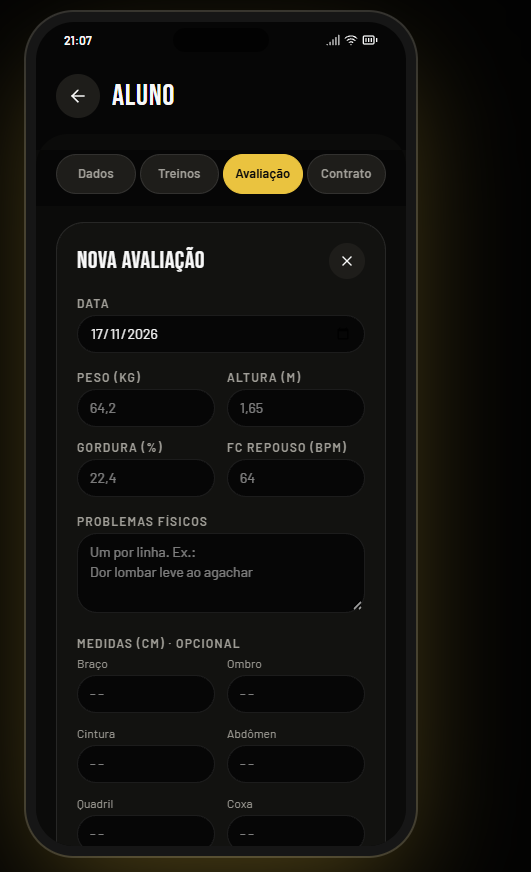 21:07
ALUNO
Dados Treinos Avaliação Contrato
NOVA AVALIAÇÃO
DATA
17/11/2026
PESO (KG) ALTURA (M)
64,2 1,65
GORDURA (%) FC REPOUSO (BPM)
22,4 64
PROBLEMAS FÍSICOS
Um por linha. Ex.:
Dor lombar leve ao agachar
MEDIDAS (CM) · OPCIONAL
Braço Ombro
-- --
Cintura Abdômen
-- --
Quadril Coxa
-- --